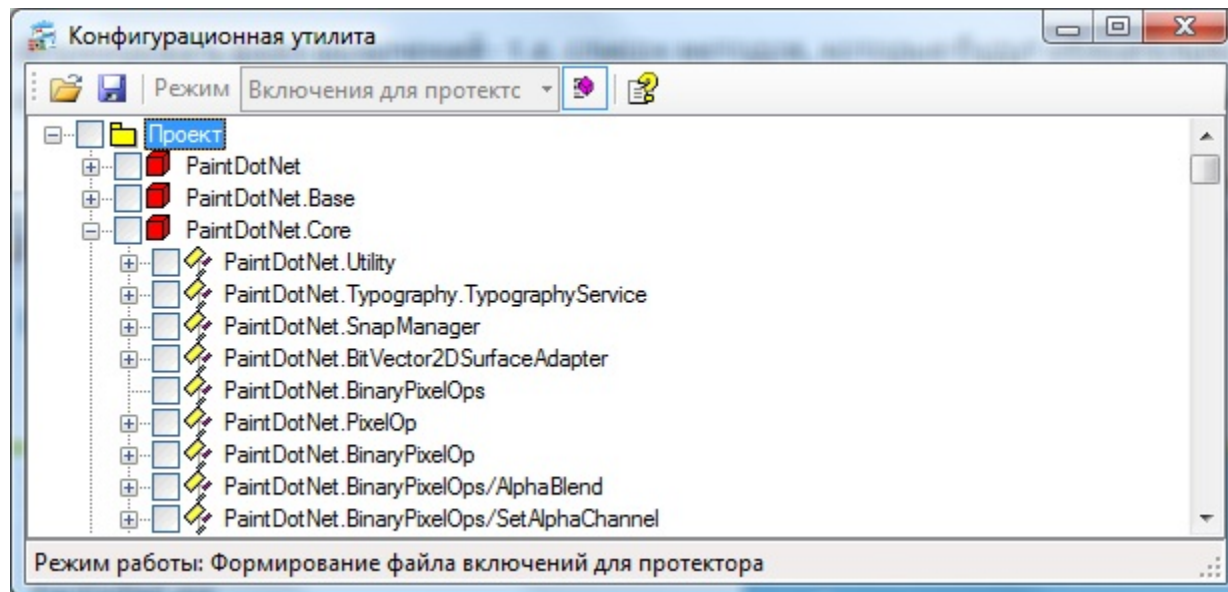 Конфигурационная утилита
Режим Включения для протектс
Проект
PaintDotNet
PaintDotNet.Base
PaintDotNet.Core
PaintDotNet.Utility
PaintDotNet.Typography.TypographyService
PaintDotNet.SnapManager
PaintDotNet.BitVector2DSurfaceAdapter
PaintDotNet.BinaryPixelOps
PaintDotNet.PixelOp
PaintDotNet.BinaryPixelOp
PaintDotNet.BinaryPixelOps/AlphaBlend
PaintDotNet.BinaryPixelOps/SetAlphaChannel
Режим работы: Формирование файла включений для протектора